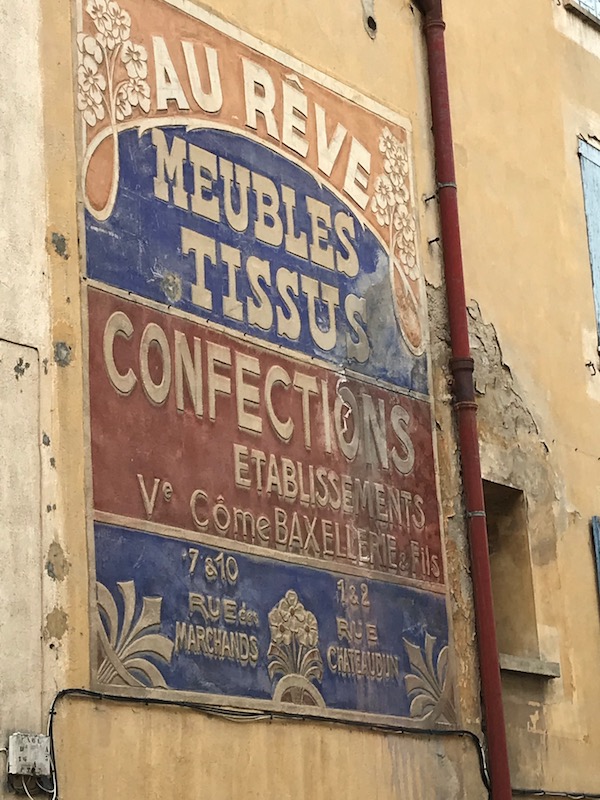 AU RÊVE
MEUBLES
TISSUS
CONFECTIONS
ETABLISSEMENTS
Ve Côme BAXELLERIE & Fils
7 & 10
RUE des
MARCHANDS
1 & 2
RUE
CHATEAUDUN